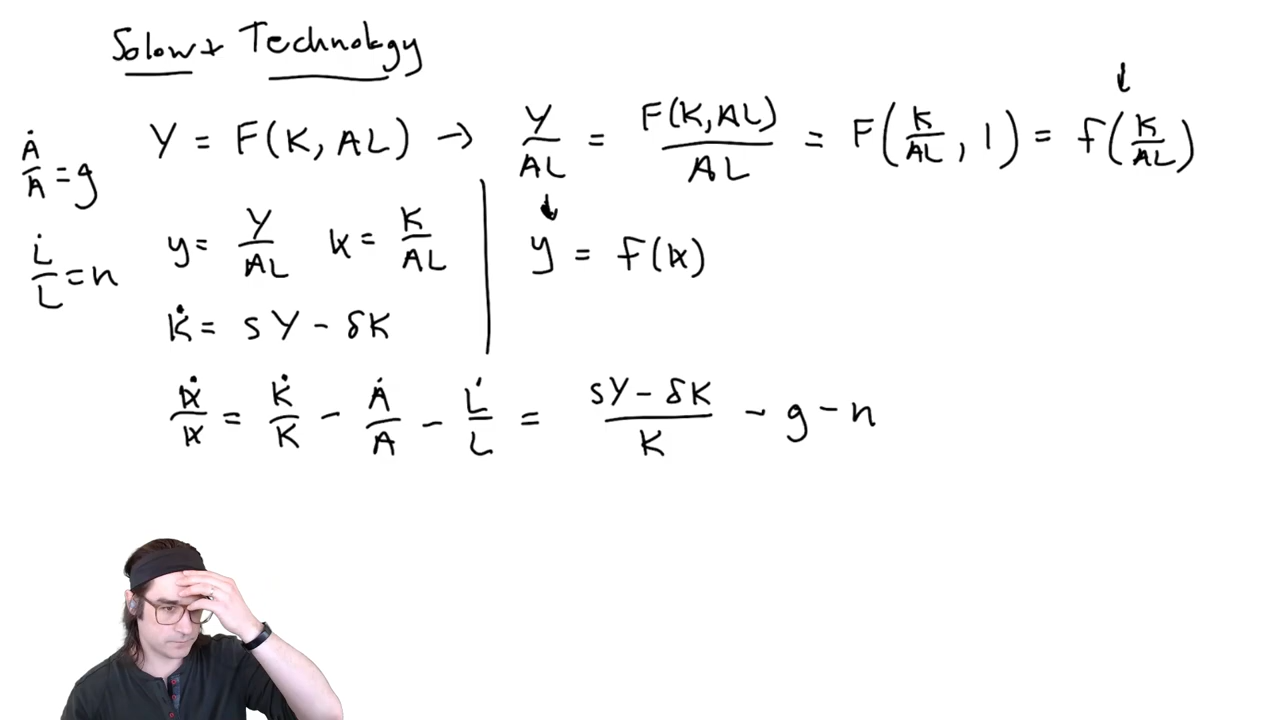 Solow + Technology
Ȧ/A = g
Y = F(K, AL) → Y/AL = F(K, AL)/AL = F(K/AL, 1) = f(K/AL)
L̇/L = n
y = Y/AL k = K/AL
y = f(k)
K̇ = sY - δK
k̇/k = K̇/K - Ȧ/A - L̇/L = (sY - δK)/K - g - n